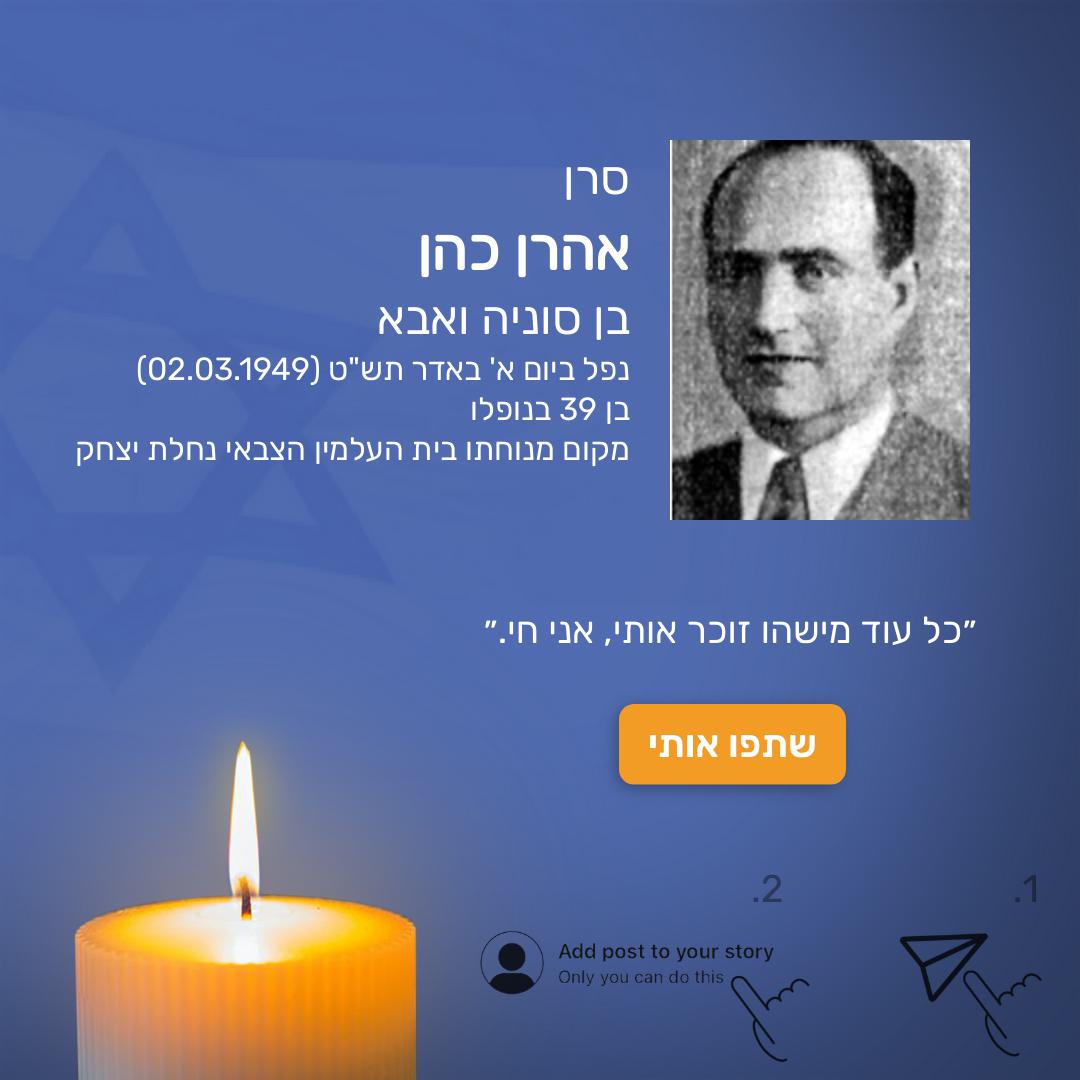 סרן
אהרן כהן
בן סוניה ואבא
נפל ביום א' באדר תש"ט (02.03.1949)
בן 39 בנופלו
מקום מנוחתו בית העלמין הצבאי נחלת יצחק
״כל עוד מישהו זוכר אותי, אני חי.״
שתפו אותי
1.
2.
Add post to your story
Only you can do this